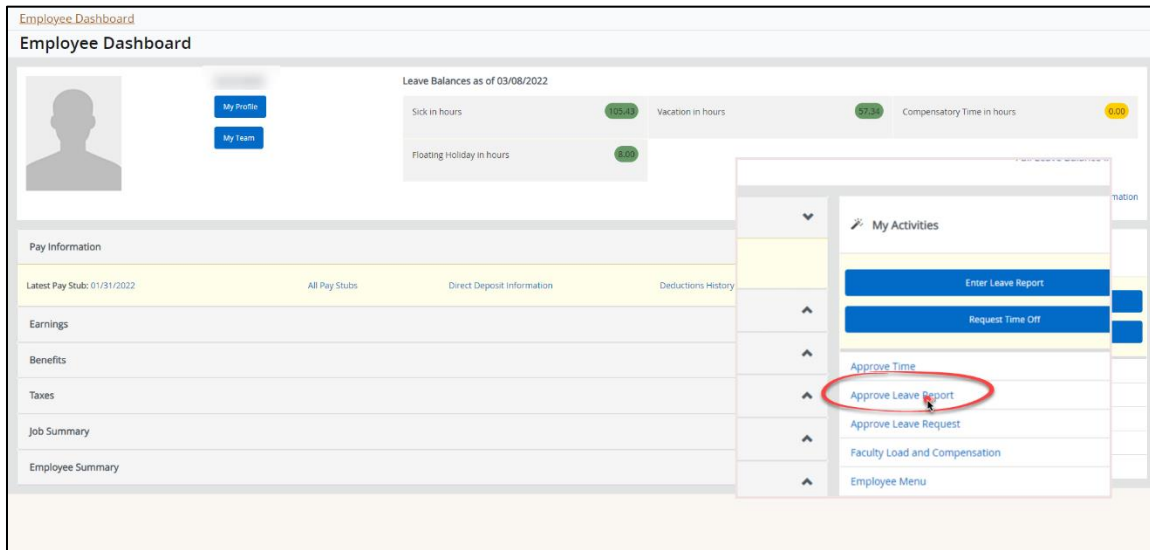 Employee Dashboard
Employee Dashboard
My Profile
My Team
Leave Balances as of 03/08/2022
Sick in hours 105.43 Vacation in hours 57.34 Compensatory Time in hours 0.00
Floating Holiday in hours 8.00
mation
Pay Information
Latest Pay Stub: 01/31/2022 All Pay Stubs Direct Deposit Information Deductions History
Earnings
Benefits
Taxes
Job Summary
Employee Summary
My Activities
Enter Leave Report
Request Time Off
Approve Time
Approve Leave Report
Approve Leave Request
Faculty Load and Compensation
Employee Menu